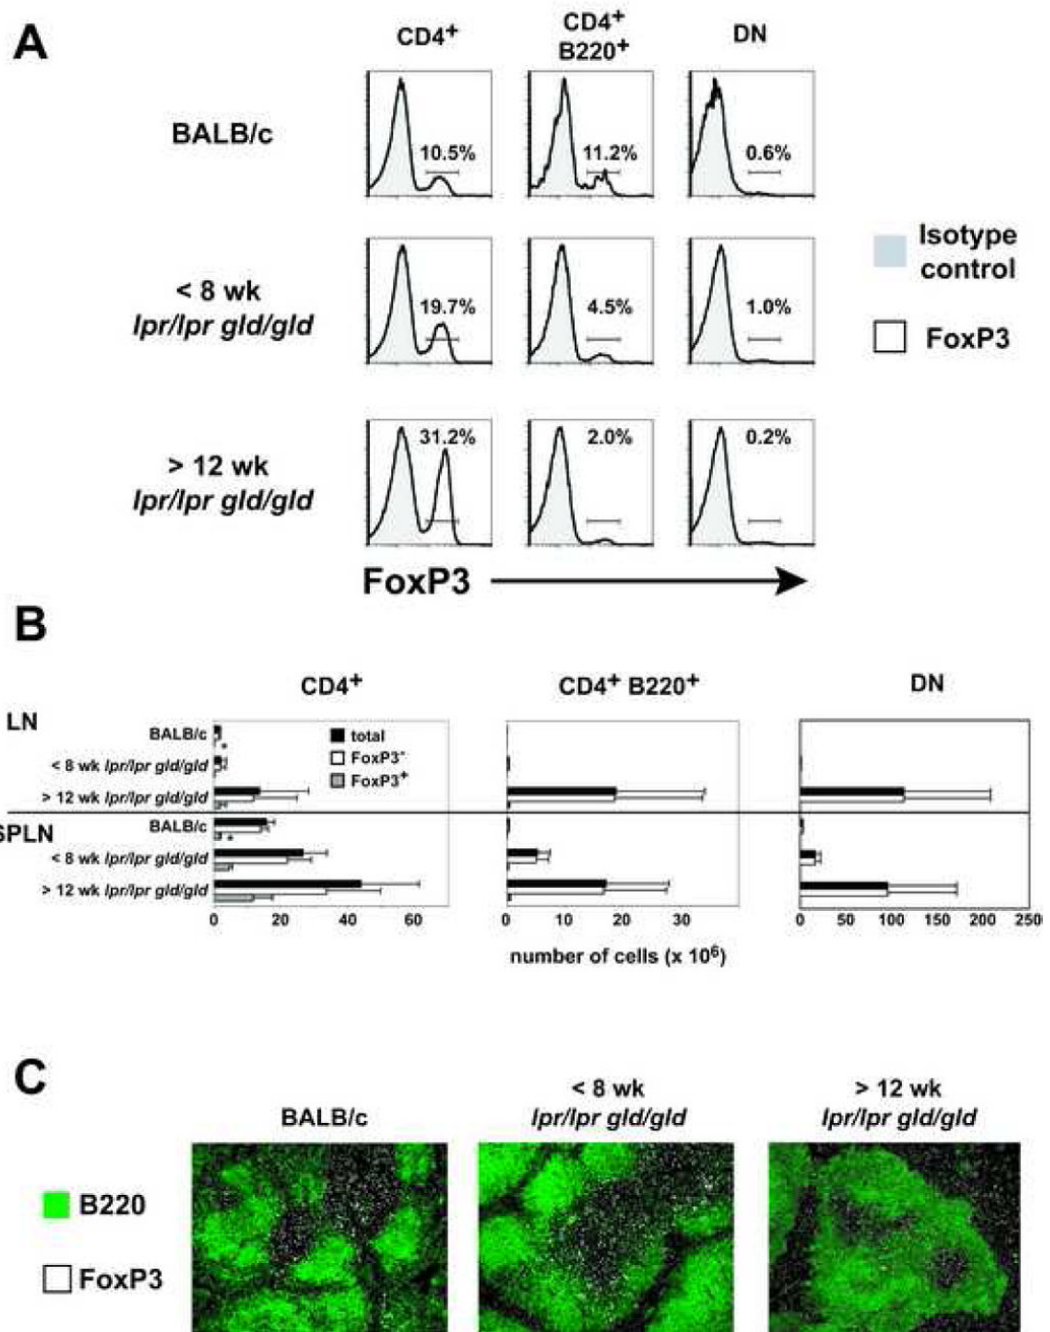 A
CD4+
CD4+
B220+
DN
BALB/c
10.5%
11.2%
0.6%
< 8 wk
lpr/lpr gld/gld
19.7%
4.5%
1.0%
Isotype
control
FoxP3
> 12 wk
lpr/lpr gld/gld
31.2%
2.0%
0.2%
FoxP3
B
CD4+
CD4+ B220+
DN
LN
BALB/c
*
< 8 wk lpr/lpr gld/gld
> 12 wk lpr/lpr gld/gld
total
FoxP3-
FoxP3+
SPLN
BALB/c
*
< 8 wk lpr/lpr gld/gld
> 12 wk lpr/lpr gld/gld
0 20 40 60
0 10 20 30
0 50 100 150 200 250
number of cells (x 106)
C
BALB/c
< 8 wk
lpr/lpr gld/gld
> 12 wk
lpr/lpr gld/gld
B220
FoxP3